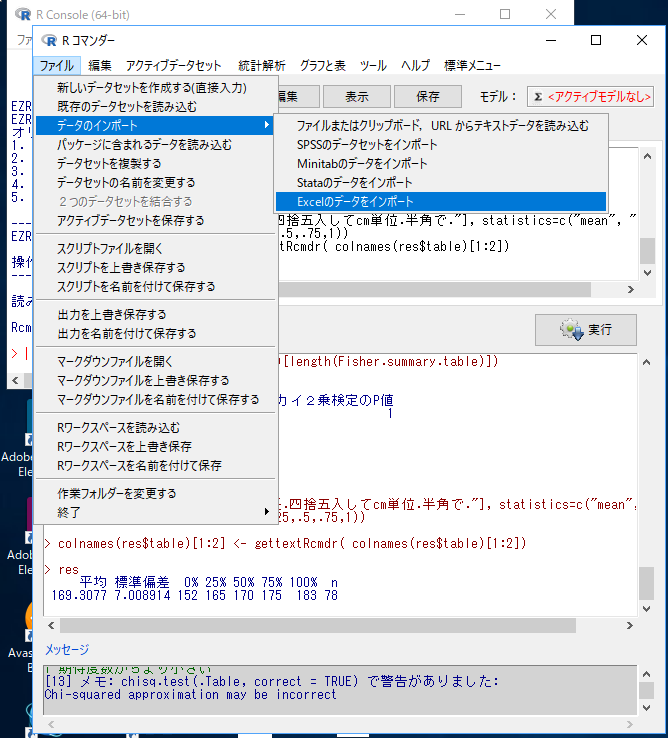 R Console (64-bit)
R コマンダー
ファイル 編集 アクティブデータセット 統計解析 グラフと表 ツール ヘルプ 標準メニュー
編集 表示 保存 モデル： Σ <アクティブモデルなし>
新しいデータセットを作成する(直接入力)
既存のデータセットを読み込む
データのインポート
パッケージに含まれるデータを読み込む
データセットを複製する
データセットの名前を変更する
２つのデータセットを結合する
アクティブデータセットを保存する
スクリプトファイルを開く
スクリプトを上書き保存する
スクリプトを名前を付けて保存する
出力を上書き保存する
出力を名前を付けて保存する
マークダウンファイルを開く
マークダウンファイルを上書き保存する
マークダウンファイルを名前を付けて保存する
Rワークスペースを読み込む
Rワークスペースを上書き保存
Rワークスペースを名前を付けて保存
作業フォルダーを変更する
終了
ファイルまたはクリップボード，URL からテキストデータを読み込む
SPSSのデータセットをインポート
Minitabのデータをインポート
Stataのデータをインポート
Excelのデータをインポート
EZR
EZR
オリ
1.
2.
3.
4.
5.
----
EZR
操作
----
読み
Rcm
>
四捨五入してcm単位.半角で."], statistics=c("mean", "
.5,.75,1))
tRcmdr( colnames(res$table)[1:2])
実行
[length(Fisher.summary.table)])
カイ２乗検定のP値
1
.四捨五入してcm単位.半角で."], statistics=c("mean",
25,.5,.75,1))
> colnames(res$table)[1:2] <- gettextRcmdr( colnames(res$table)[1:2])
> res
平均 標準偏差 0% 25% 50% 75% 100% n
169.3077 7.008914 152 165 170 175 183 78
メッセージ
[13] メモ: chisq.test(.Table, correct = TRUE) で警告がありました:
Chi-squared approximation may be incorrect
Adobe
Ele
Adob
Ele
Avas